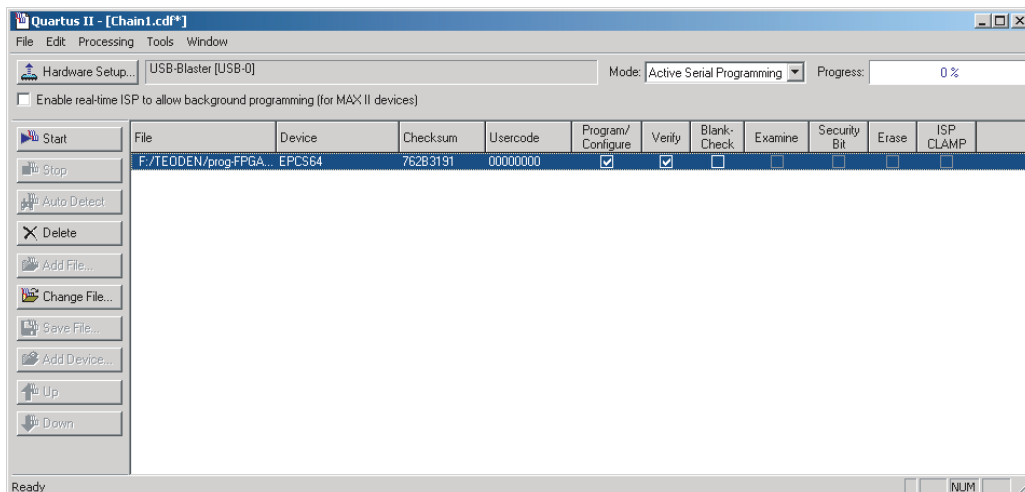 Quartus II - [Chain1.cdf*]
File Edit Processing Tools Window
Hardware Setup... USB-Blaster [USB-0] Mode: Active Serial Programming Progress: 0 %
Enable real-time ISP to allow background programming (for MAX II devices)
Start
Stop
Auto Detect
Delete
Add File...
Change File...
Save File...
Add Device...
Up
Down
File Device Checksum Usercode Program/ Configure Verify Blank- Check Examine Security Bit Erase ISP CLAMP
F:/TEODEN/prog-FPGA... EPCS64 762B3191 00000000
Ready NUM